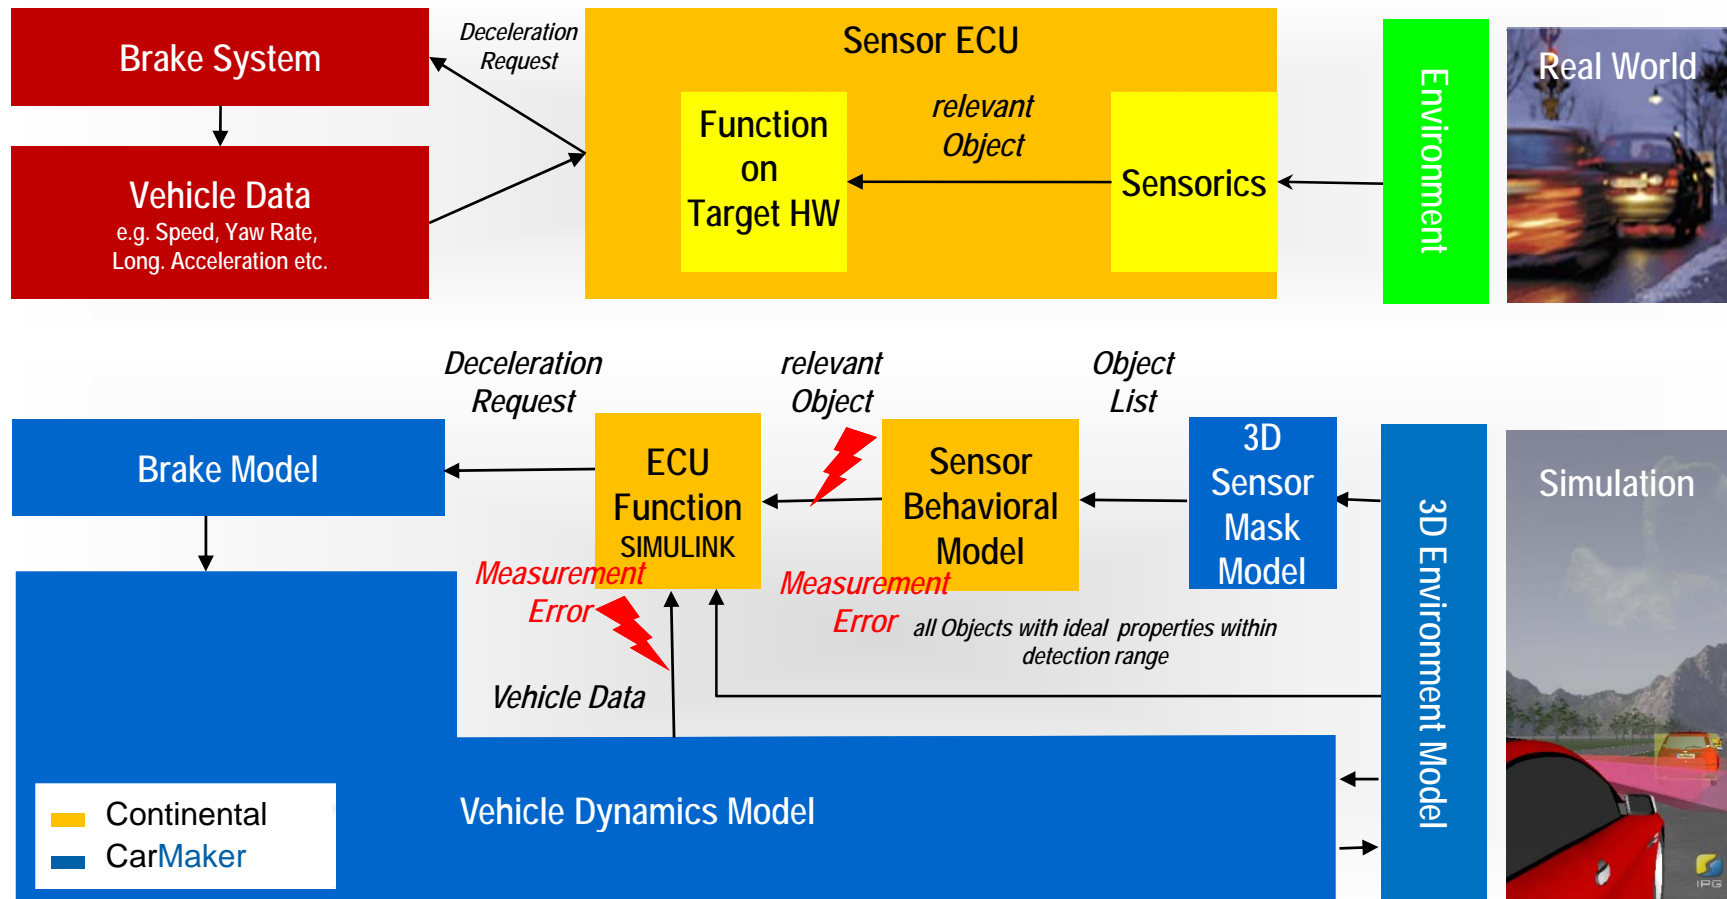 Brake System
Deceleration
Request
Sensor ECU
Function
on
Target HW
relevant
Object
Sensorics
Environment
Real World
Vehicle Data
e.g. Speed, Yaw Rate,
Long. Acceleration etc.
Deceleration
Request
relevant
Object
Object
List
Brake Model
ECU
Function
SIMULINK
Sensor
Behavioral
Model
3D
Sensor
Mask
Model
3D Environment Model
Simulation
Measurement
Error
Measurement
Error
all Objects with ideal properties within
detection range
Vehicle Data
Vehicle Dynamics Model
Continental
CarMaker
IPG